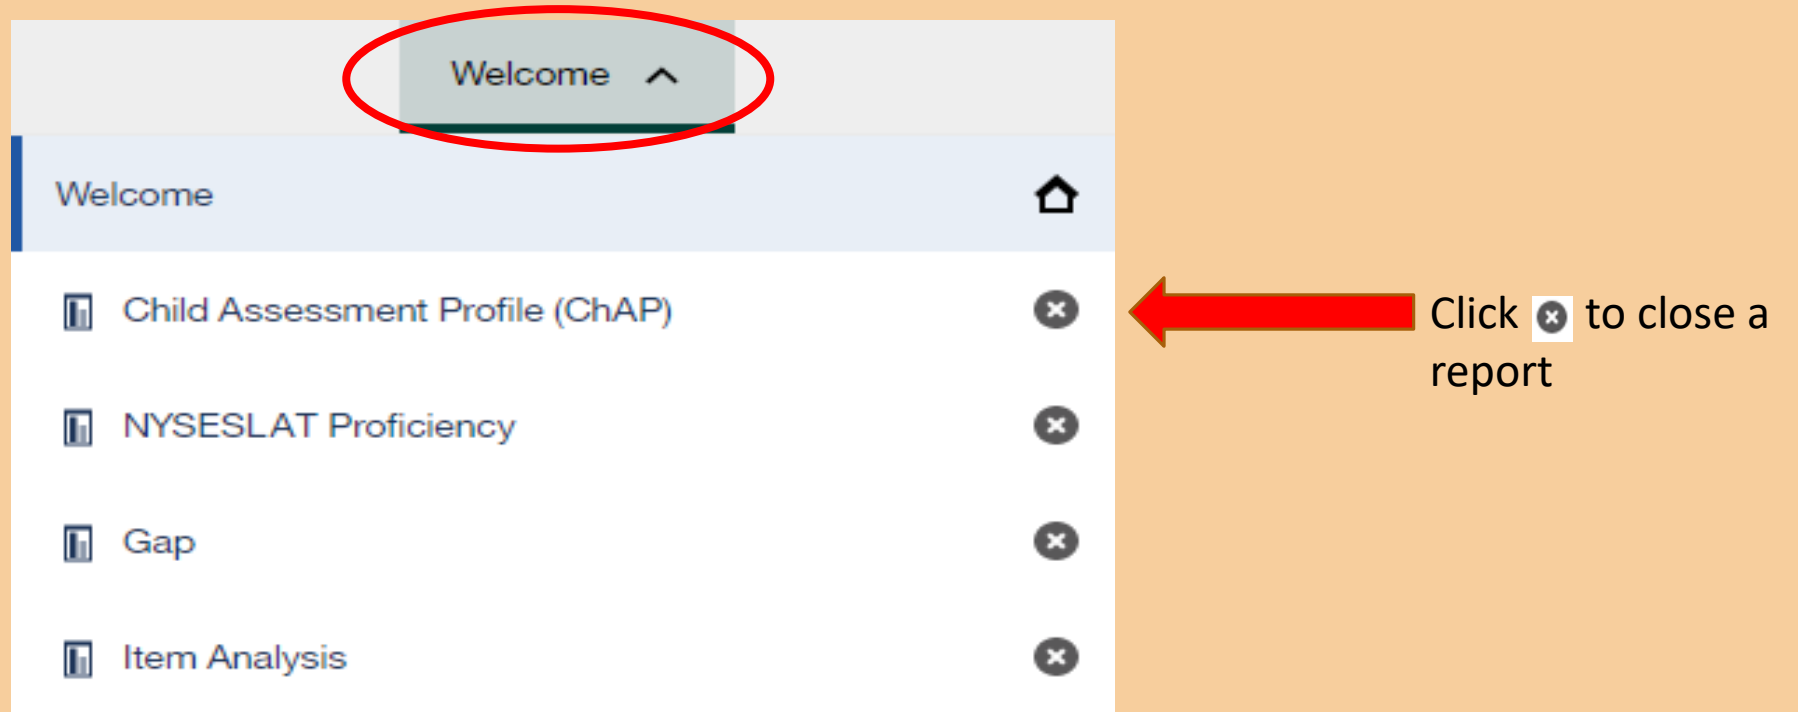 Welcome
Welcome
Child Assessment Profile (ChAP)
NYSESLAT Proficiency
Gap
Item Analysis
Click to close a
report